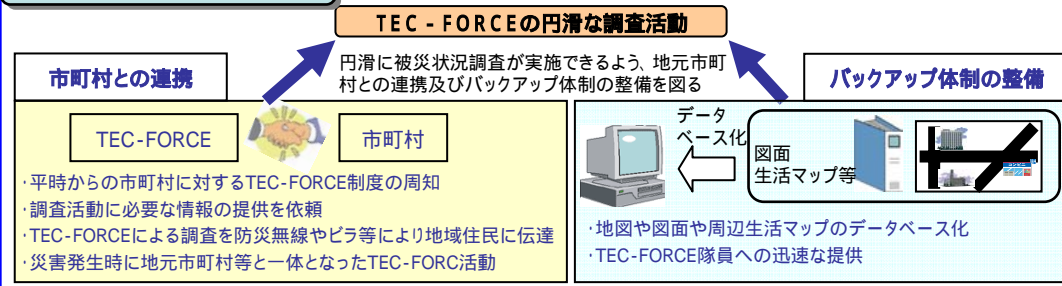 TEC-FORCEの円滑な調査活動
円滑に被災状況調査が実施できるよう、地元市町
村との連携及びバックアップ体制の整備を図る
市町村との連携
TEC-FORCE
市町村
・平時からの市町村に対するTEC-FORCE制度の周知
・調査活動に必要な情報の提供を依頼
・TEC-FORCEによる調査を防災無線やビラ等により地域住民に伝達
・災害発生時に地元市町村等と一体となったTEC-FORC活動
バックアップ体制の整備
データ
ベース化
図面
生活マップ等
・地図や図面や周辺生活マップのデータベース化
・TEC-FORCE隊員への迅速な提供